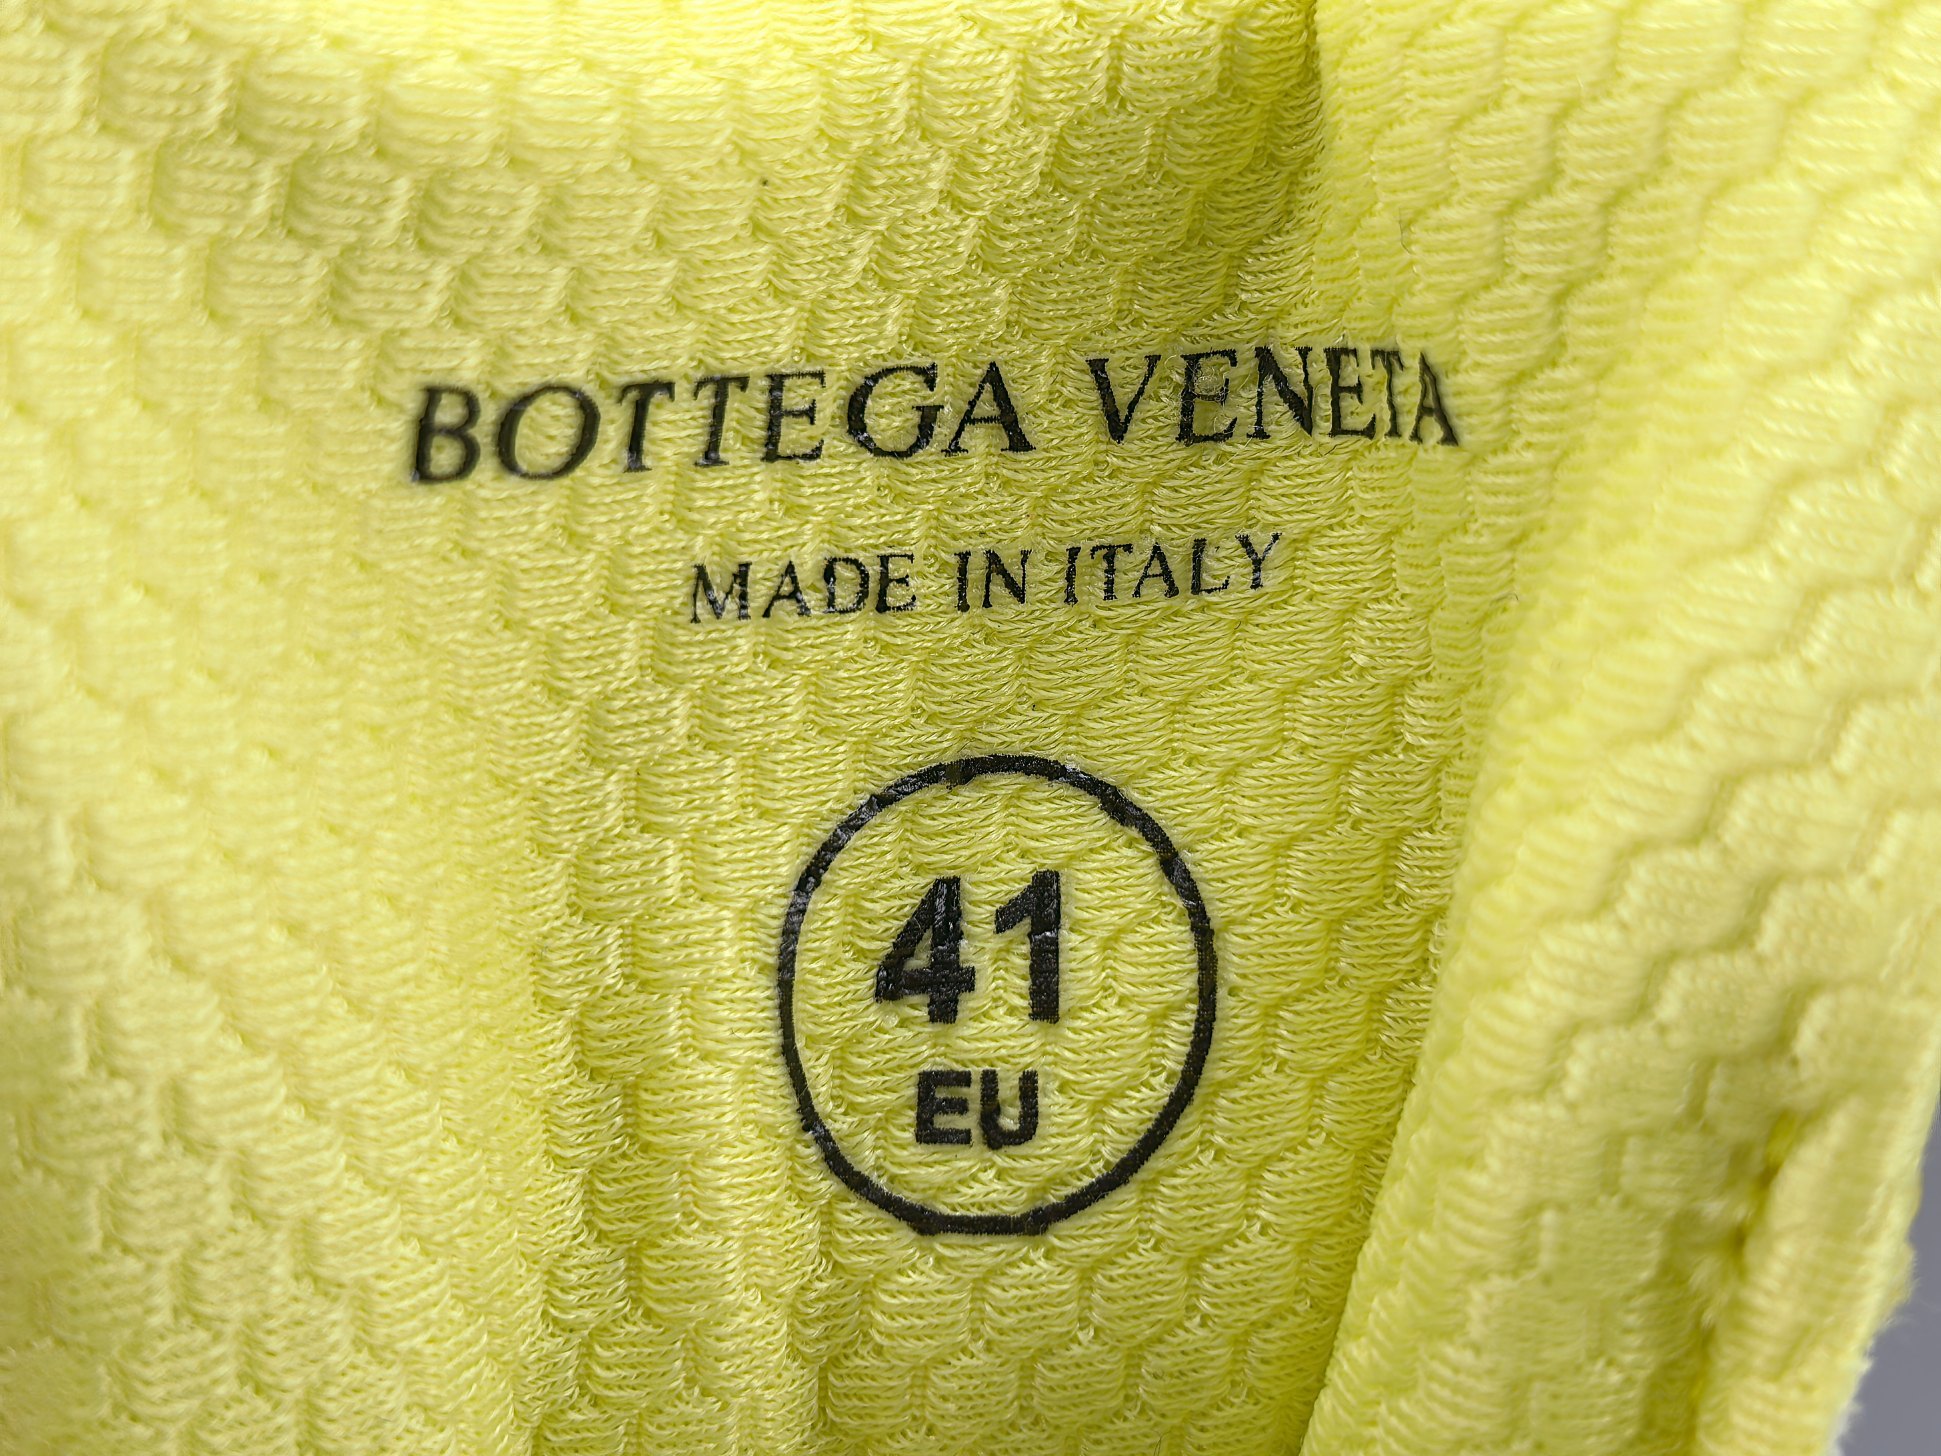 BOTTEGA VENETA
MADE IN ITALY
41
EU